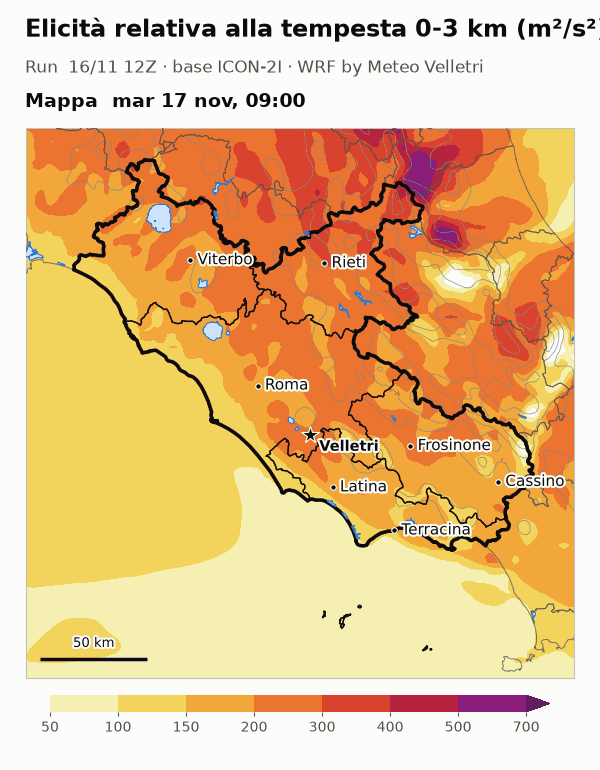 Elicità relativa alla tempesta 0-3 km (m²/s²)
Run 16/11 12Z · base ICON-2I · WRF by Meteo Velletri
Mappa mar 17 nov, 09:00
Viterbo
Rieti
Roma
Velletri
Frosinone
Cassino
Latina
Terracina
50 km
50 100 150 200 300 400 500 700